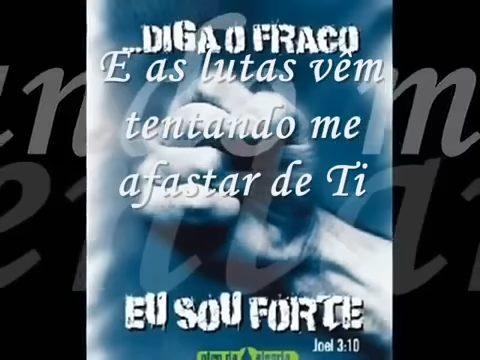 ...DIGA O FRACO
E as lutas vêm
tentando me
afastar de Ti
EU SOU FORTE
Joel 3:10